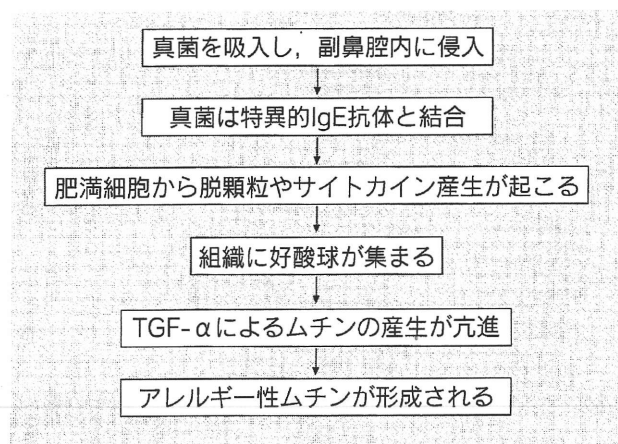 真菌を吸入し，副鼻腔内に侵入
真菌は特異的IgE抗体と結合
肥満細胞から脱顆粒やサイトカイン産生が起こる
組織に好酸球が集まる
TGF-αによるムチンの産生が亢進
アレルギー性ムチンが形成される